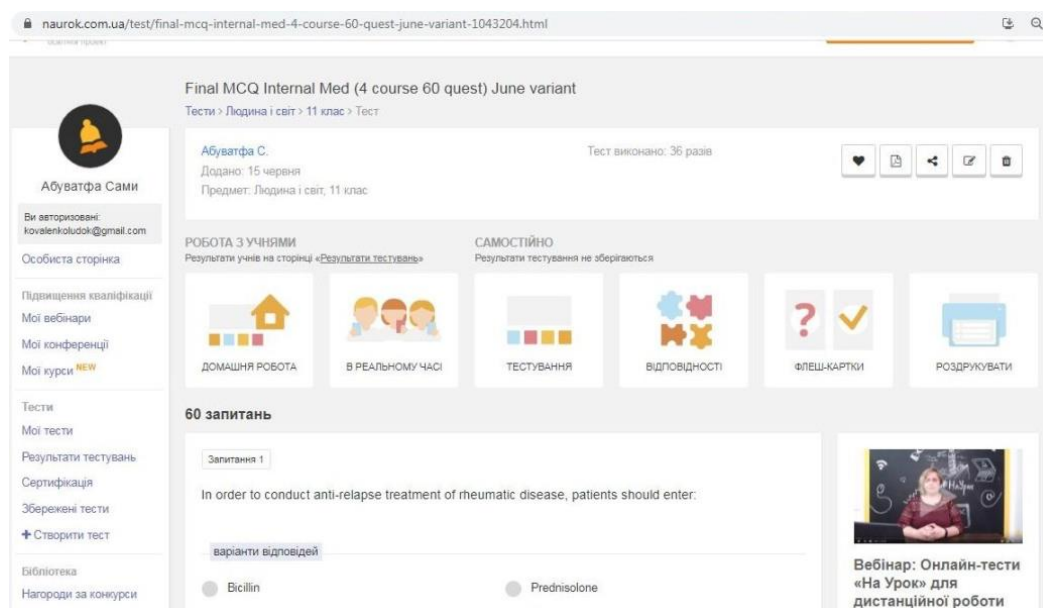 naurok.com.ua/test/final-mcq-internal-med-4-course-60-quest-june-variant-1043204.html
Final MCQ Internal Med (4 course 60 quest) June variant
Тести > Людина і світ > 11 клас > Тест
Абуватфа С.
Додано: 15 червня
Предмет: Людина і світ, 11 клас
Тест виконано: 36 разів
Абуватфа Сами
Ви авторизовані:
kovalenkoludok@gmail.com
Особиста сторінка
Підвищення кваліфікації
Мої вебінари
Мої конференції
Мої курси NEW
Тести
Мої тести
Результати тестувань
Сертифікація
Збережені тести
+ Створити тест
Бібліотека
Нагороди за конкурси
РОБОТА З УЧНЯМИ
Результати учнів на сторінці «Результати тестувань»
САМОСТІЙНО
Результати тестування не зберігаються
ДОМАШНЯ РОБОТА
В РЕАЛЬНОМУ ЧАСІ
ТЕСТУВАННЯ
ВІДПОВІДНОСТІ
ФЛЕШ-КАРТКИ
РОЗДРУКУВАТИ
60 запитань
Запитання 1
In order to conduct anti-relapse treatment of rheumatic disease, patients should enter:
варіанти відповідей
Bicillin
Prednisolone
Вебінар: Онлайн-тести
«На Урок» для
дистанційної роботи